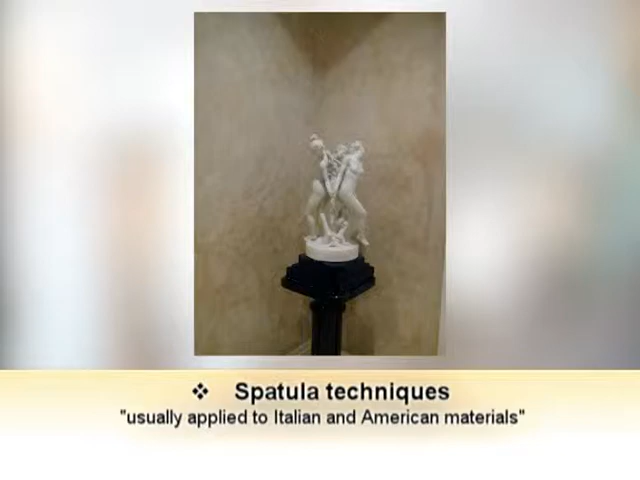 ❖ Spatula techniques
"usually applied to Italian and American materials"